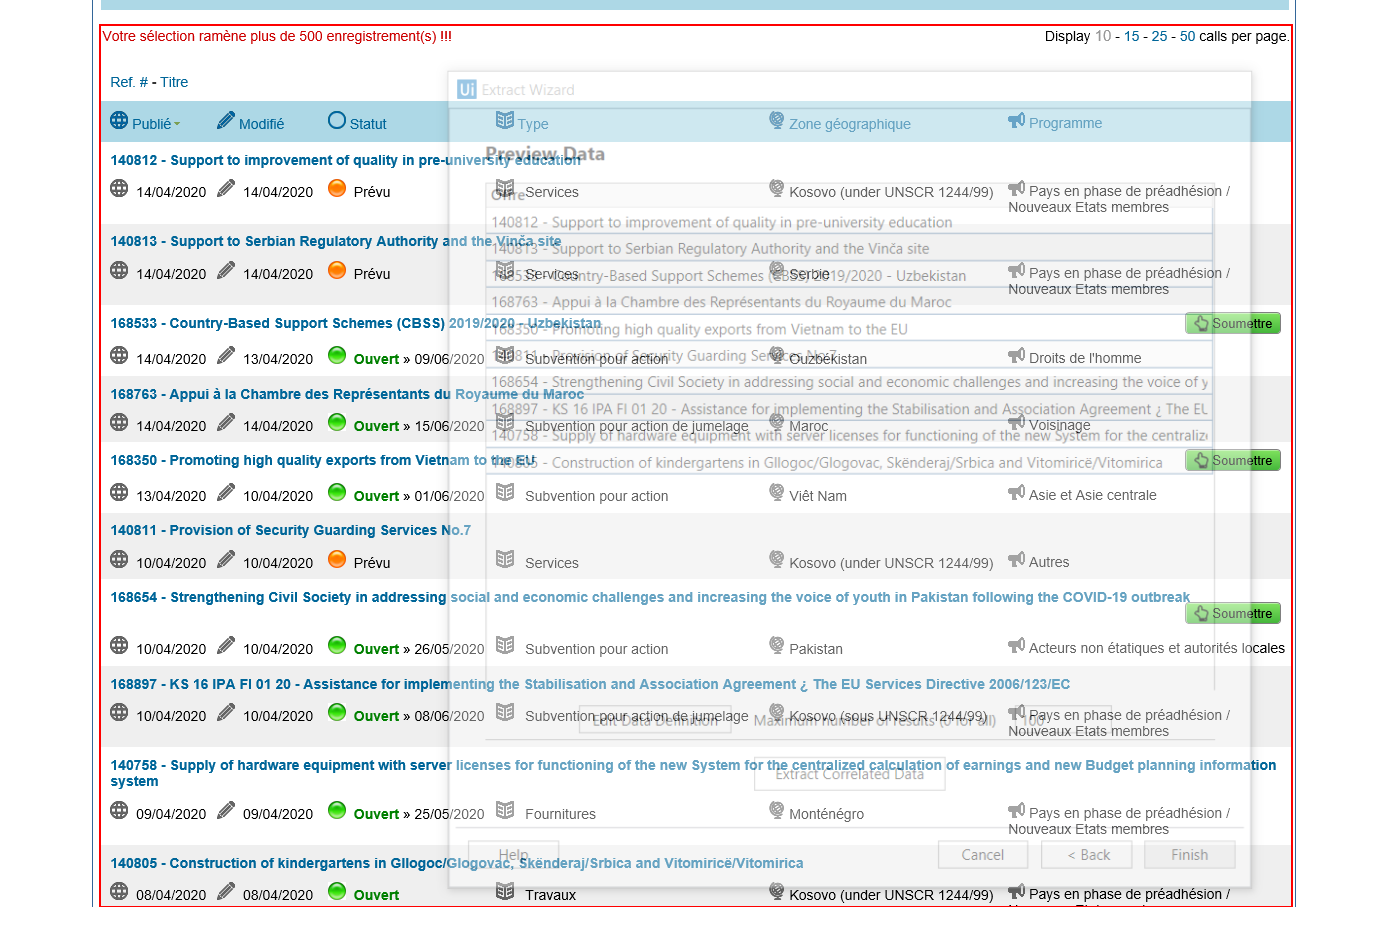 Votre sélection ramène plus de 500 enregistrement(s) !!!
Display 10 - 15 - 25 - 50 calls per page.
Ref. # - Titre
Ui Extract Wizard
Publié Modifié Statut Type Zone géographique Programme
Preview Data
140812 - Support to improvement of quality in pre-university education
14/04/2020 14/04/2020 Prévu Services Kosovo (under UNSCR 1244/99) Pays en phase de préadhésion /
Nouveaux Etats membres
Offre
140812 - Support to improvement of quality in pre-university education
140813 - Support to Serbian Regulatory Authority and the Vinča site
140813 - Support to Serbian Regulatory Authority and the Vinča site
14/04/2020 14/04/2020 Prévu Services Serbie Pays en phase de préadhésion /
Nouveaux Etats membres
168533 - Country-Based Support Schemes (CBSS) 2019/2020 - Uzbekistan
168763 - Appui à la Chambre des Représentants du Royaume du Maroc
168533 - Country-Based Support Schemes (CBSS) 2019/2020 - Uzbekistan
Soumettre
168350 - Promoting high quality exports from Vietnam to the EU
14/04/2020 13/04/2020 Ouvert » 09/06/2020 Subvention pour action Ouzbékistan Droits de l'homme
140811 - Provision of Security Guarding Services No.7
168654 - Strengthening Civil Society in addressing social and economic challenges and increasing the voice of y
168763 - Appui à la Chambre des Représentants du Royaume du Maroc
168897 - KS 16 IPA FI 01 20 - Assistance for implementing the Stabilisation and Association Agreement ¿ The EU
14/04/2020 14/04/2020 Ouvert » 15/06/2020 Subvention pour action de jumelage Maroc Voisinage
140758 - Supply of hardware equipment with server licenses for functioning of the new System for the centraliz
168350 - Promoting high quality exports from Vietnam to the EU
Soumettre
140805 - Construction of kindergartens in Gllogoc/Glogovac, Skënderaj/Srbica and Vitomiricë/Vitomirica
13/04/2020 10/04/2020 Ouvert » 01/06/2020 Subvention pour action Viêt Nam Asie et Asie centrale
140811 - Provision of Security Guarding Services No.7
10/04/2020 10/04/2020 Prévu Services Kosovo (under UNSCR 1244/99) Autres
168654 - Strengthening Civil Society in addressing social and economic challenges and increasing the voice of youth in Pakistan following the COVID-19 outbreak
Soumettre
10/04/2020 10/04/2020 Ouvert » 26/05/2020 Subvention pour action Pakistan Acteurs non étatiques et autorités locales
168897 - KS 16 IPA FI 01 20 - Assistance for implementing the Stabilisation and Association Agreement ¿ The EU Services Directive 2006/123/EC
10/04/2020 10/04/2020 Ouvert » 08/06/2020 Subvention pour action de jumelage Kosovo (sous UNSCR 1244/99) Pays en phase de préadhésion /
Nouveaux Etats membres
Edit Data Definition Maximum number of results (0 for all) 100
140758 - Supply of hardware equipment with server licenses for functioning of the new System for the centralized calculation of earnings and new Budget planning information
system
Extract Correlated Data
09/04/2020 09/04/2020 Ouvert » 25/05/2020 Fournitures Monténégro Pays en phase de préadhésion /
Nouveaux Etats membres
Help Cancel < Back Finish
140805 - Construction of kindergartens in Gllogoc/Glogovac, Skënderaj/Srbica and Vitomiricë/Vitomirica
08/04/2020 08/04/2020 Ouvert Travaux Kosovo (under UNSCR 1244/99) Pays en phase de préadhésion /